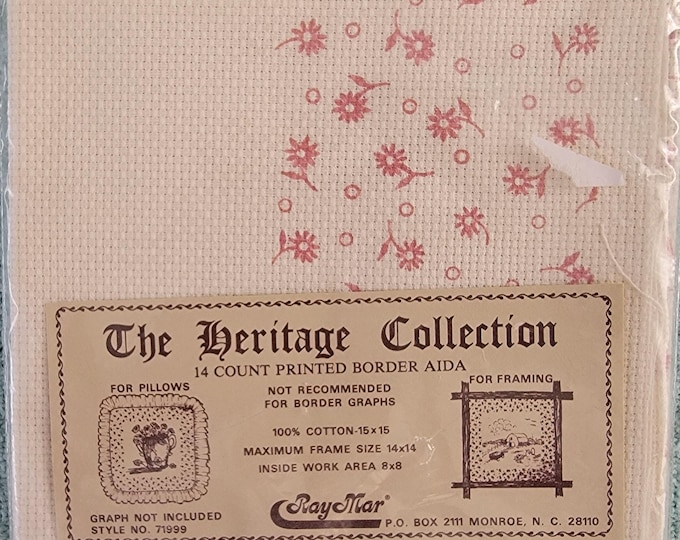 The Heritage Collection
14 COUNT PRINTED BORDER AIDA
FOR PILLOWS
NOT RECOMMENDED
FOR BORDER GRAPHS
FOR FRAMING
100% COTTON-15x15
MAXIMUM FRAME SIZE 14x14
INSIDE WORK AREA 8x8
GRAPH NOT INCLUDED
STYLE NO. 71999
RayMar®
P.O. BOX 2111 MONROE, N. C. 28110